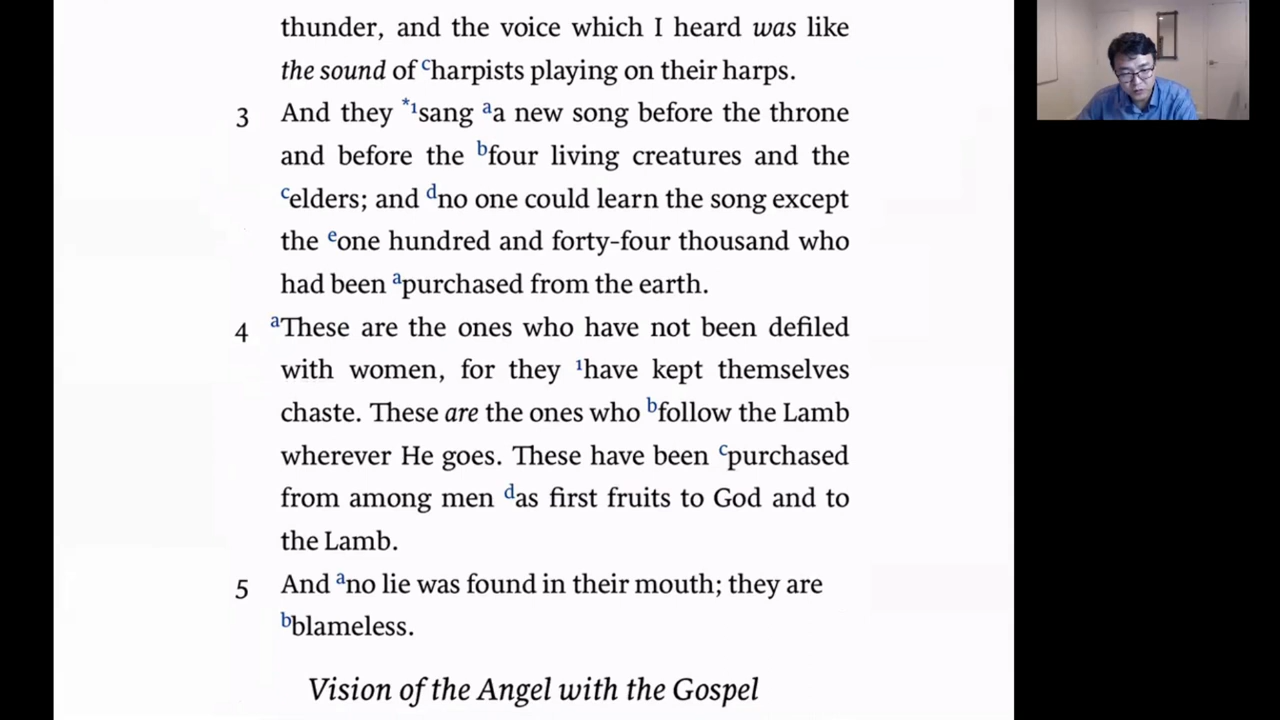 thunder, and the voice which I heard was like
the sound of ᶜharpists playing on their harps.
3 And they *¹sang ᵃa new song before the throne
and before the ᵇfour living creatures and the
ᶜelders; and ᵈno one could learn the song except
the ᵉone hundred and forty-four thousand who
had been ᵃpurchased from the earth.
4 ᵃThese are the ones who have not been defiled
with women, for they ¹have kept themselves
chaste. These are the ones who ᵇfollow the Lamb
wherever He goes. These have been ᶜpurchased
from among men ᵈas first fruits to God and to
the Lamb.
5 And ᵃno lie was found in their mouth; they are
ᵇblameless.
Vision of the Angel with the Gospel